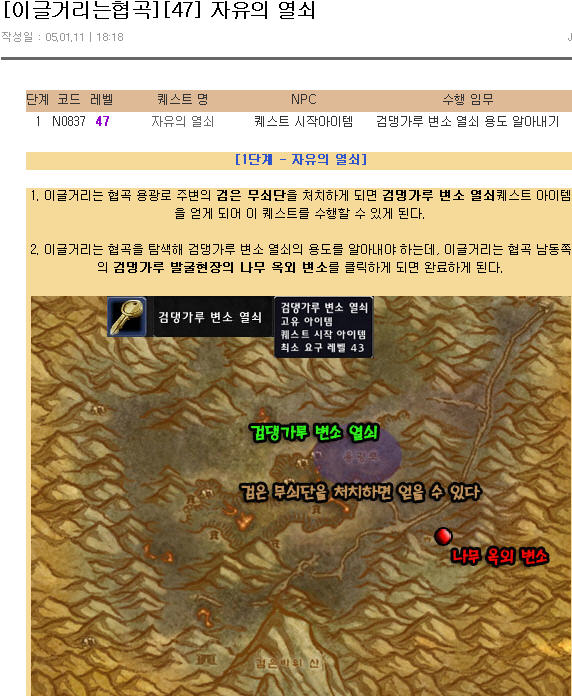 [이글거리는협곡][47] 자유의 열쇠
작성일 : 05,01,11 | 18:18
단계 코드 레벨 퀘스트 명 NPC 수행 임무
1 N0837 47 자유의 열쇠 퀘스트 시작아이템 검댕가루 변소 열쇠 용도 알아내기
[1단계 - 자유의 열쇠]
1. 이글거리는 협곡 용광로 주변의 검은 무쇠단을 처치하게 되면 검댕가루 변소 열쇠퀘스트 아이템
을 얻게 되어 이 퀘스트를 수행할 수 있게 된다.
2. 이글거리는 협곡을 탐색해 검댕가루 변소 열쇠의 용도를 알아내야 하는데, 이글거리는 협곡 남동쪽
의 검댕가루 발굴현장의 나무 옥외 변소를 클릭하게 되면 완료하게 된다.
검댕가루 변소 열쇠
검댕가루 변소 열쇠
고유 아이템
퀘스트 시작 아이템
최소 요구 레벨 43
검댕가루 변소 열쇠
용광로
검은 무쇠단을 처치하면 얻을 수 있다
나무 옥외 변소
검은바위 산